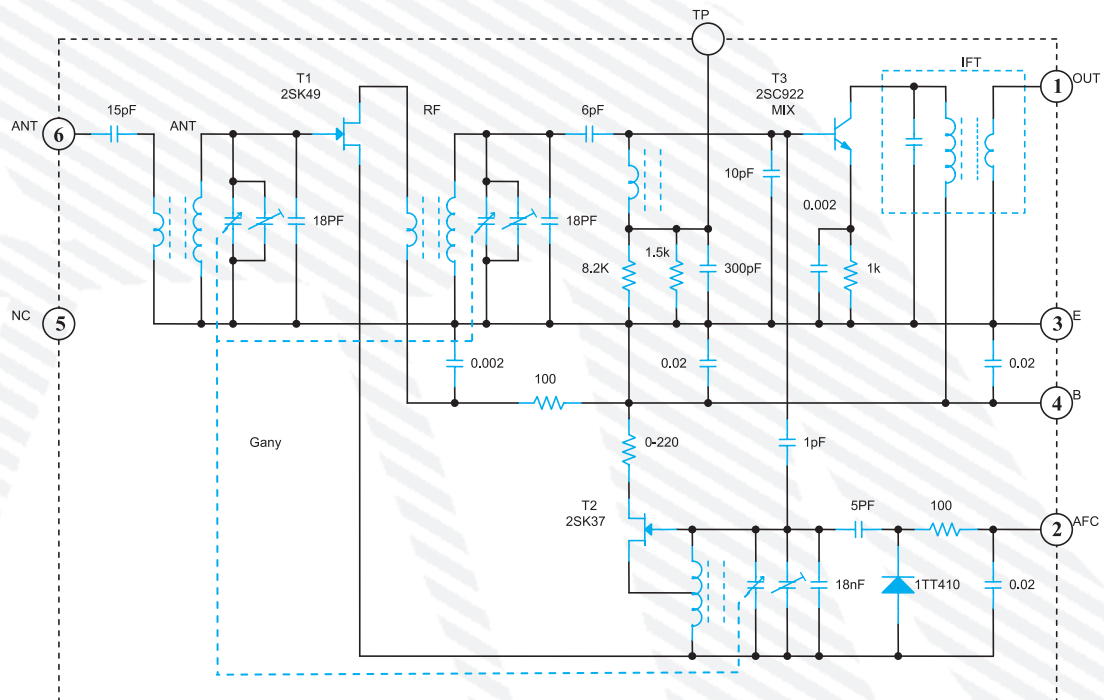 TP
IFT
T1
2SK49
T3
2SC922
MIX
1
OUT
15pF
RF
6pF
ANT
6
ANT
10pF
0.002
18PF
18PF
8.2K
1.5k
300pF
1k
NC
5
3
E
0.002
0.02
0.02
100
4
B
Gany
0-220
1pF
T2
2SK37
5PF
100
2
AFC
18nF
1TT410
0.02